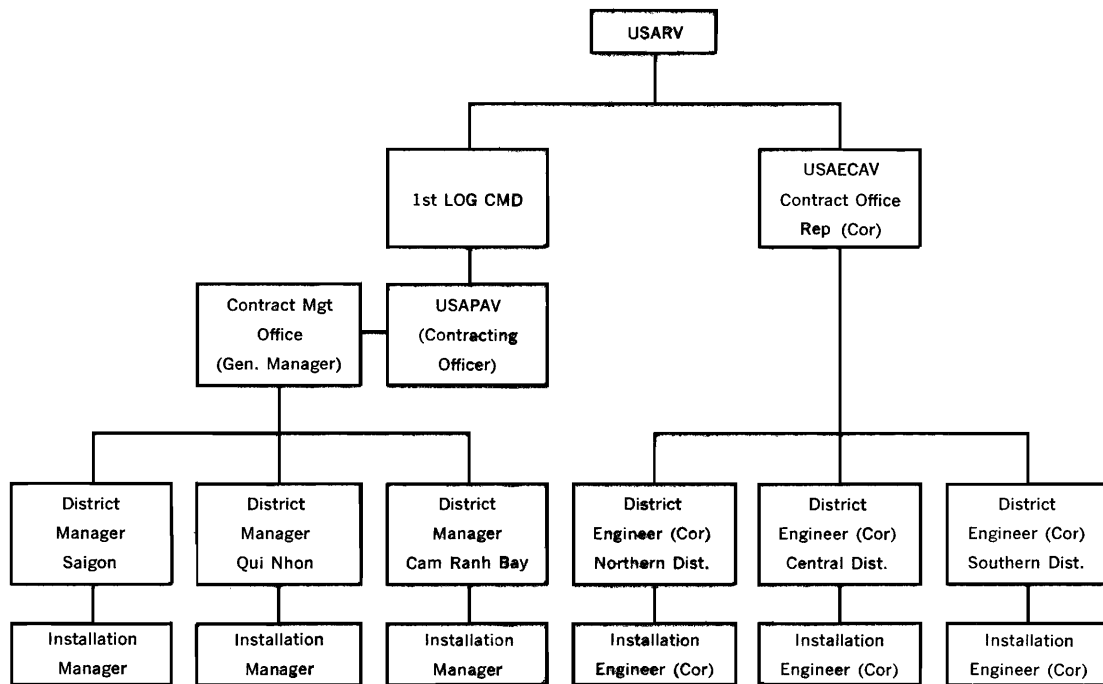 USARV
1st LOG CMD
USAECAV
Contract Office
Rep (Cor)
Contract Mgt
Office
(Gen. Manager)
USAPAV
(Contracting
Officer)
District
Manager
Saigon
District
Manager
Qui Nhon
District
Manager
Cam Ranh Bay
District
Engineer (Cor)
Northern Dist.
District
Engineer (Cor)
Central Dist.
District
Engineer (Cor)
Southern Dist.
Installation
Manager
Installation
Manager
Installation
Manager
Installation
Engineer (Cor)
Installation
Engineer (Cor)
Installation
Engineer (Cor)